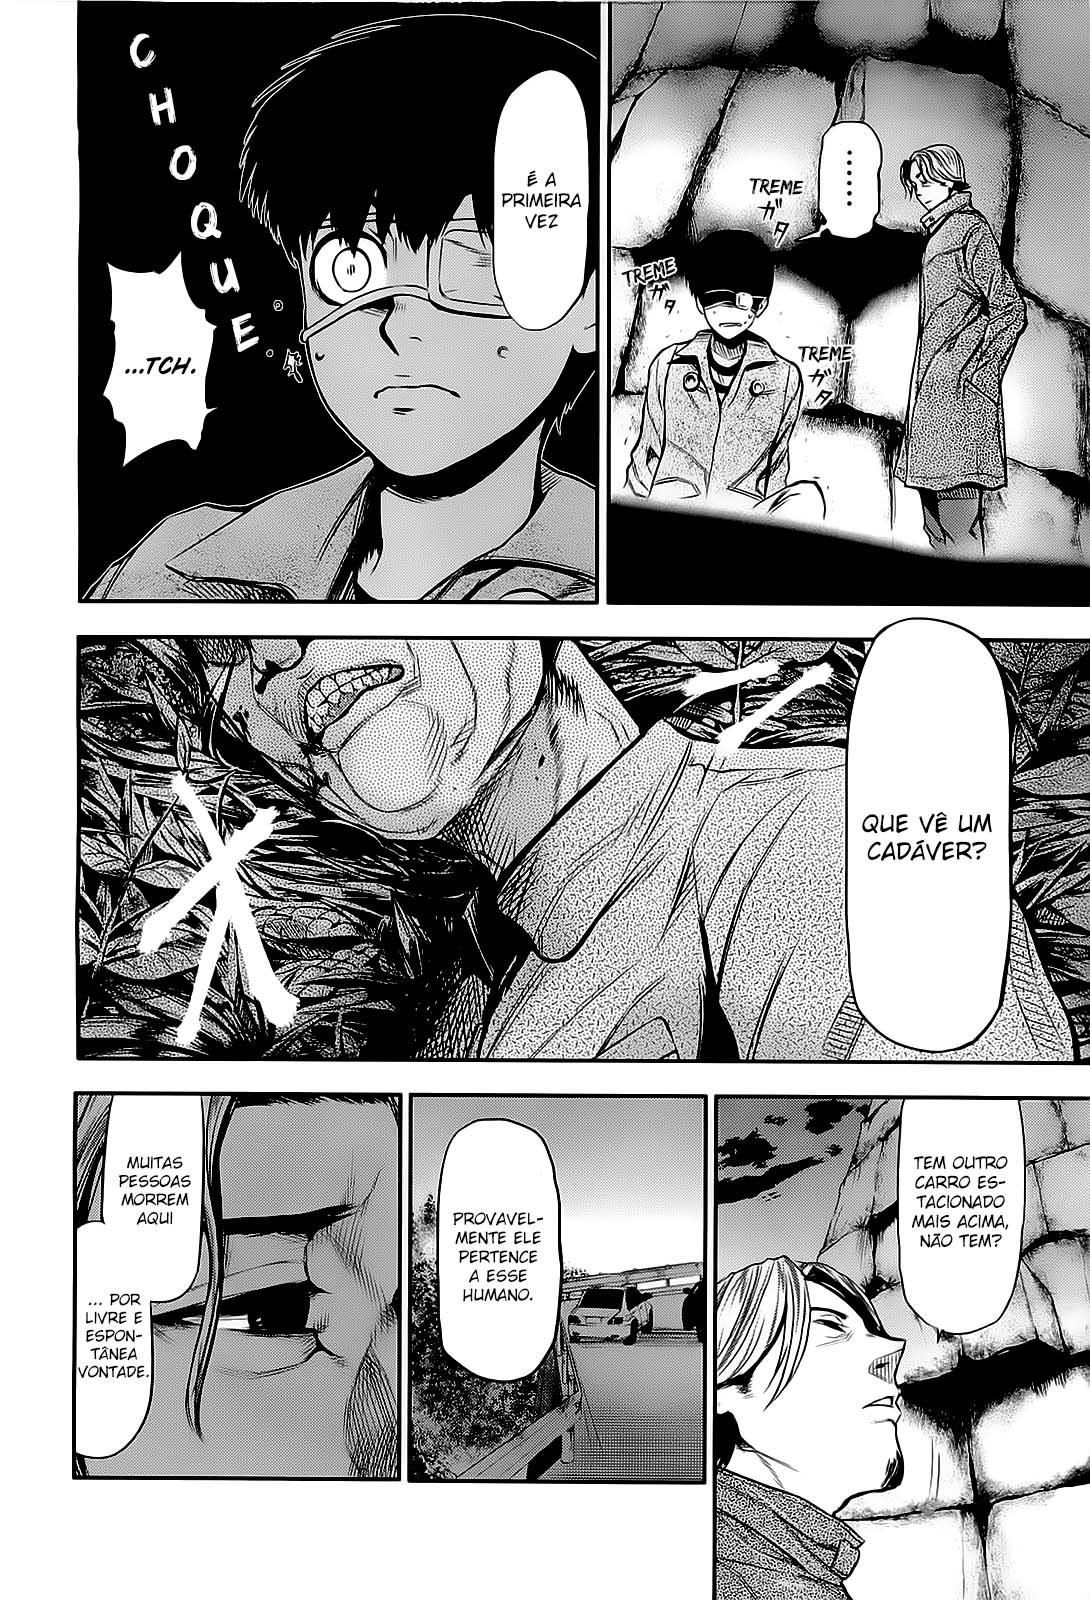 ......
TREME
ガタ
TREME
ガタ
TREME
ガタ
É A
PRIMEIRA
VEZ
CHOQUE
...TCH.
QUE VÊ UM
CADÁVER?
TEM OUTRO
CARRO ES-
TACIONADO
MAIS ACIMA,
NÃO TEM?
PROVAVEL-
MENTE ELE
PERTENCE
A ESSE
HUMANO.
MUITAS
PESSOAS
MORREM
AQUI
... POR
LIVRE E
ESPON-
TÂNEA
VONTADE.